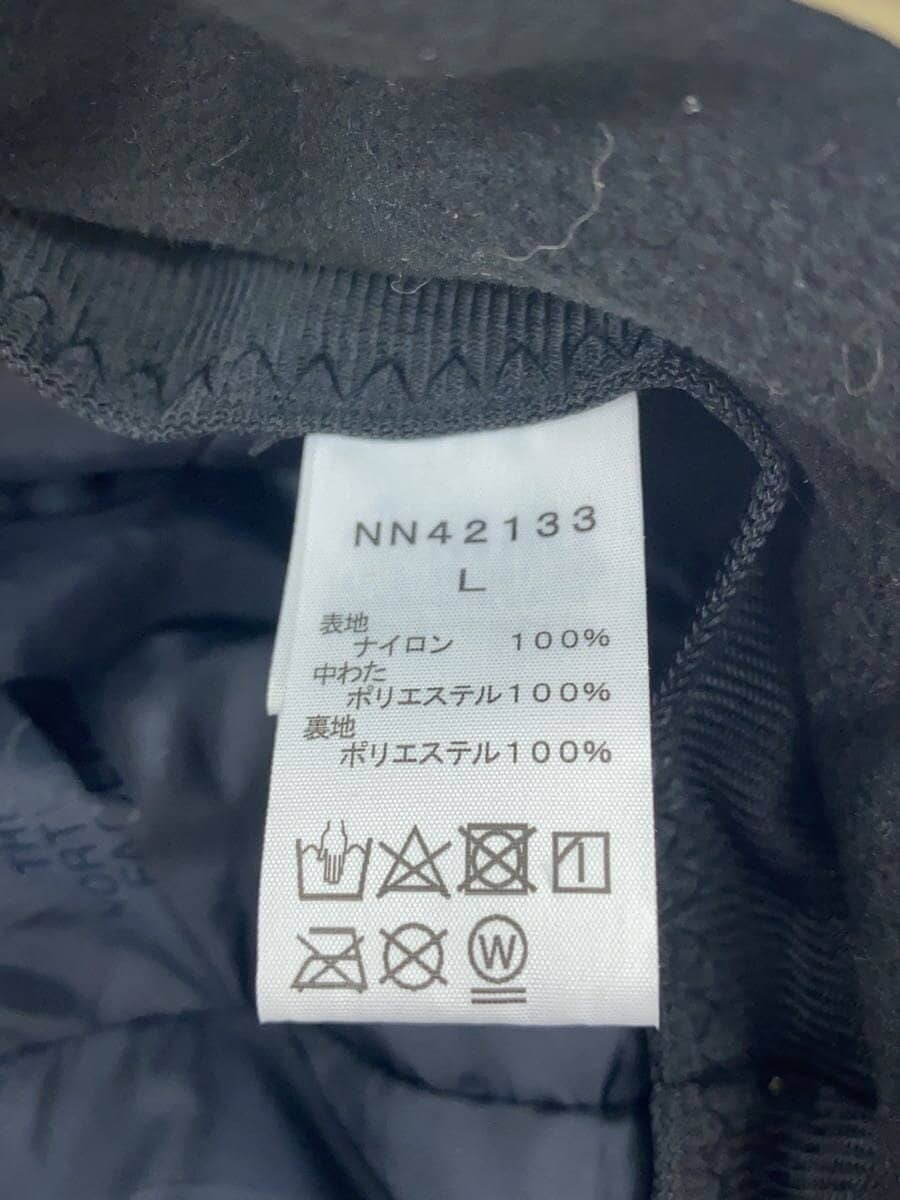 NN42133
L
表地
ナイロン 100%
中わた
ポリエステル100%
裏地
ポリエステル100%
W